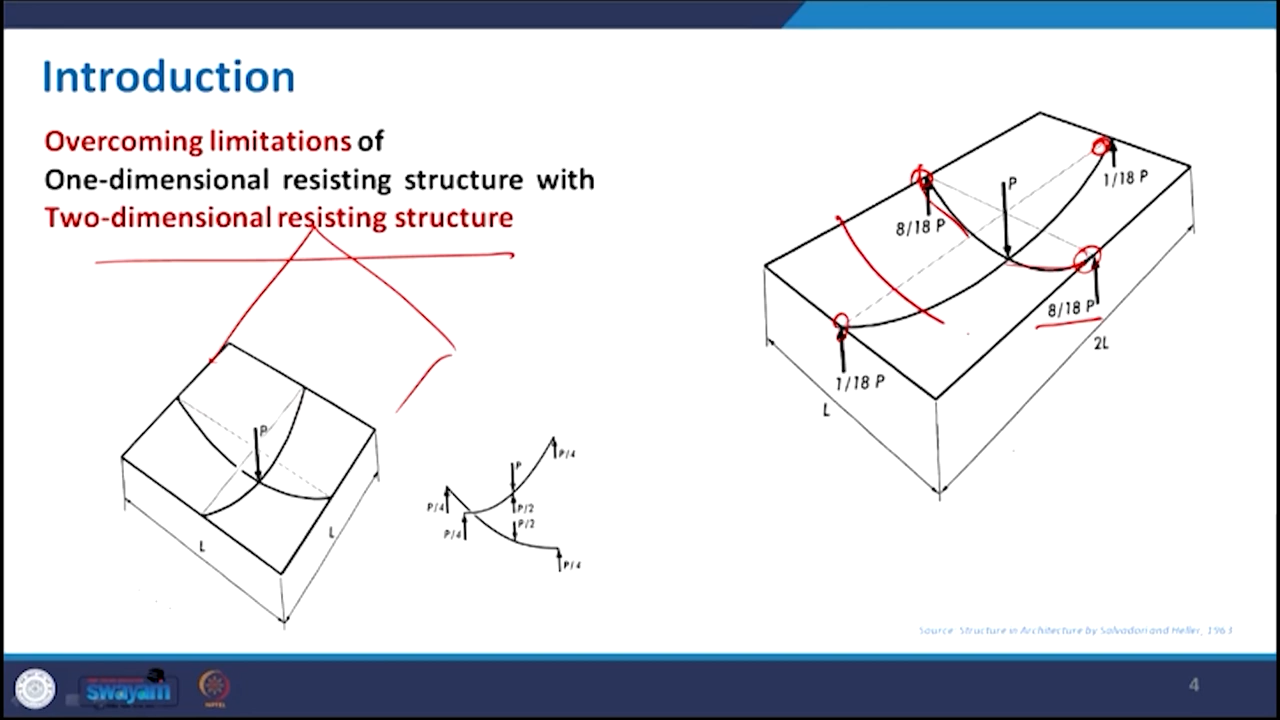 Introduction
Overcoming limitations of
One-dimensional resisting structure with
Two-dimensional resisting structure
P
L
L
P/4
P
P/4
P/2
P/2
P/4
P/4
P
1/18 P
8/18 P
8/18 P
1/18 P
2L
L
Source: Structure in Architecture by Salvadori and Heller, 1963
swayam
4